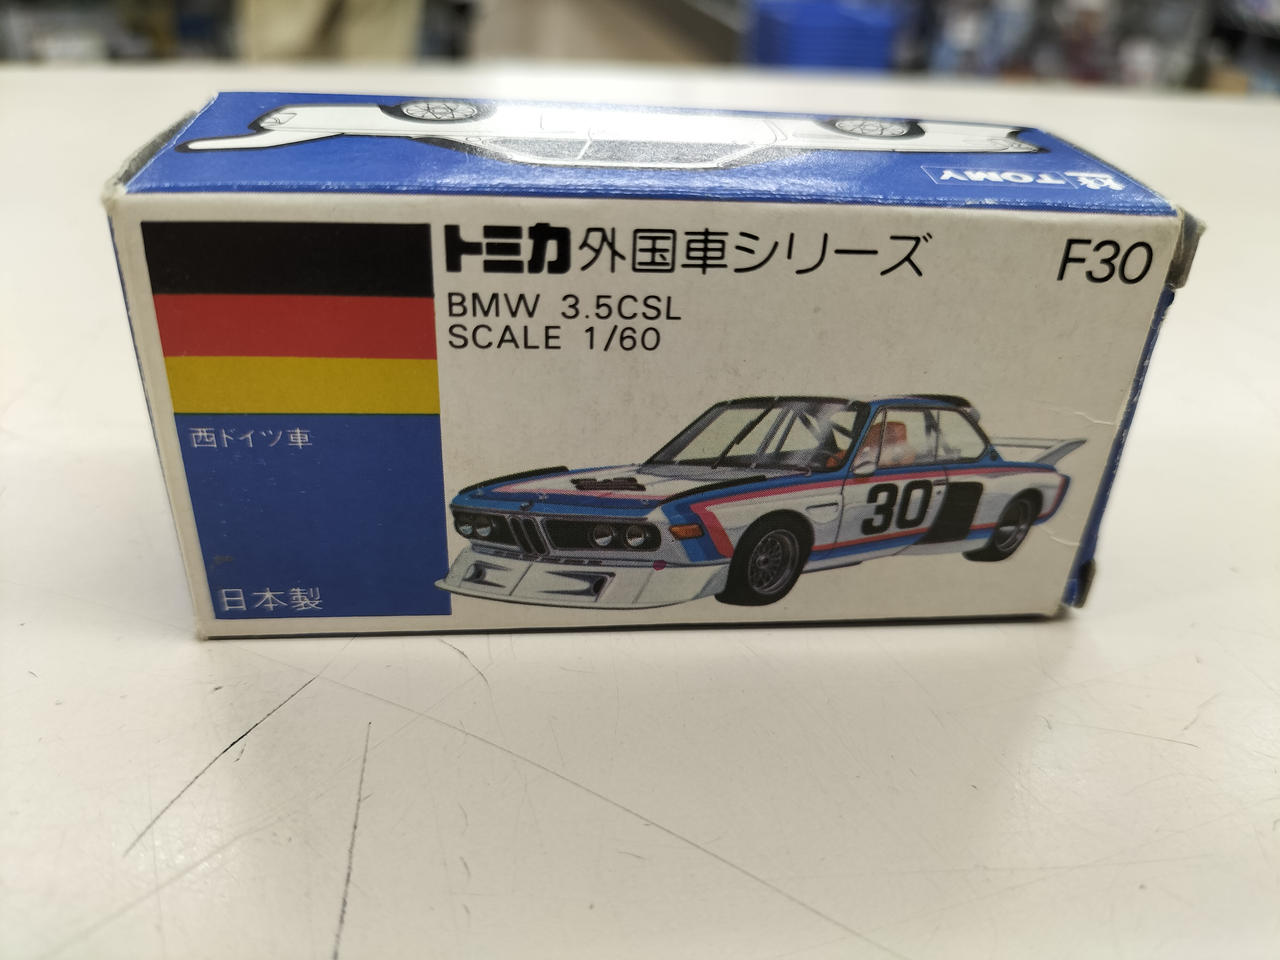 TOMY
トミカ外国車シリーズ
F30
BMW 3.5CSL
SCALE 1/60
西ドイツ車
日本製
30